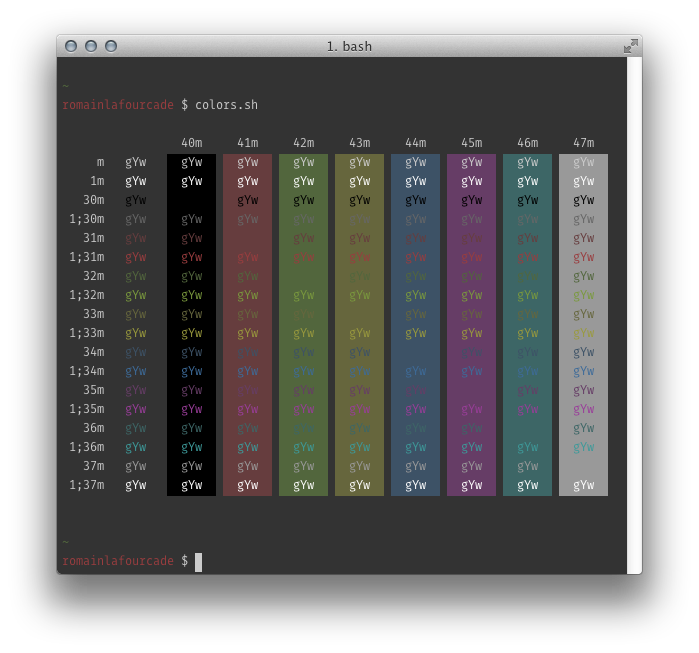 1. bash
~
romainlafourcade $ colors.sh
40m 41m 42m 43m 44m 45m 46m 47m
m gYw gYw gYw gYw gYw gYw gYw gYw gYw
1m gYw gYw gYw gYw gYw gYw gYw gYw gYw
30m gYw gYw gYw gYw gYw gYw gYw gYw
1;30m gYw gYw gYw gYw gYw gYw gYw gYw gYw
31m gYw gYw gYw gYw gYw gYw gYw gYw
1;31m gYw gYw gYw gYw gYw gYw gYw gYw gYw
32m gYw gYw gYw gYw gYw gYw gYw gYw
1;32m gYw gYw gYw gYw gYw gYw gYw gYw gYw
33m gYw gYw gYw gYw gYw gYw gYw gYw
1;33m gYw gYw gYw gYw gYw gYw gYw gYw gYw
34m gYw gYw gYw gYw gYw gYw gYw gYw
1;34m gYw gYw gYw gYw gYw gYw gYw gYw gYw
35m gYw gYw gYw gYw gYw gYw gYw gYw
1;35m gYw gYw gYw gYw gYw gYw gYw gYw gYw
36m gYw gYw gYw gYw gYw gYw gYw gYw
1;36m gYw gYw gYw gYw gYw gYw gYw gYw gYw
37m gYw gYw gYw gYw gYw gYw gYw gYw
1;37m gYw gYw gYw gYw gYw gYw gYw gYw gYw
~
romainlafourcade $